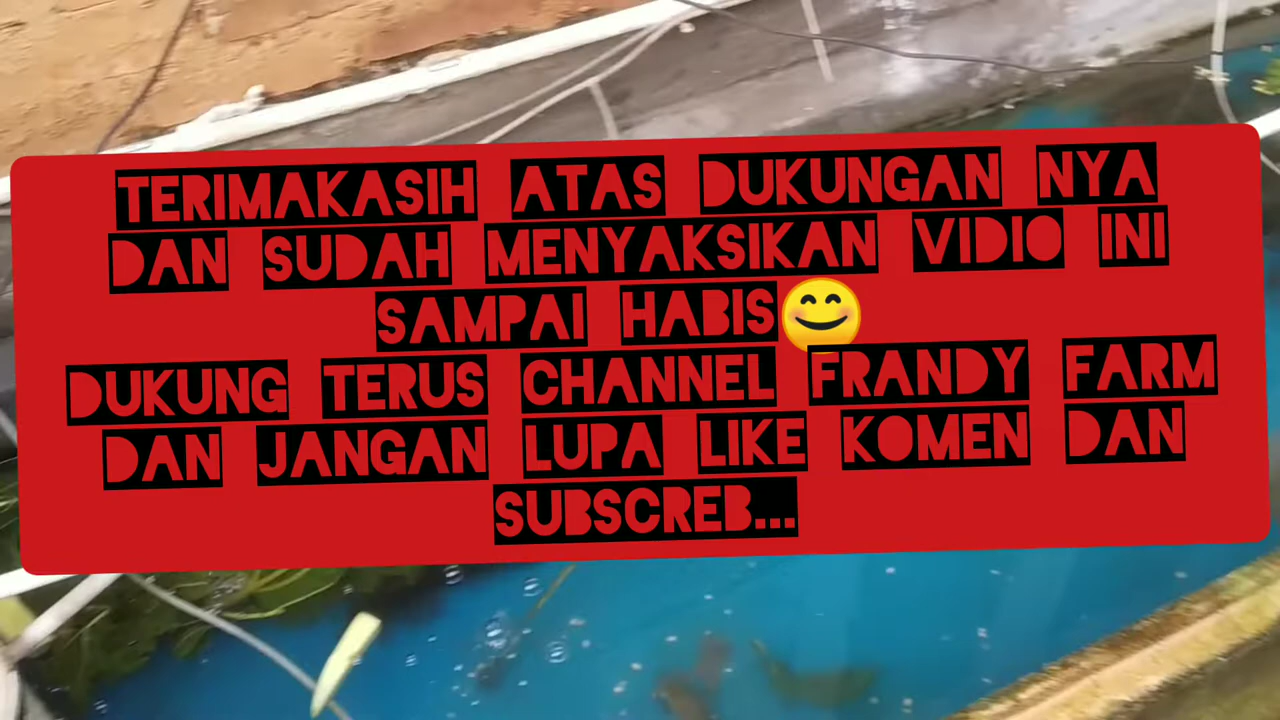 TERIMAKASIH ATAS DUKUNGAN NYA
DAN SUDAH MENYAKSIKAN VIDIO INI
SAMPAI HABIS😊
DUKUNG TERUS CHANNEL FRANDY FARM
DAN JANGAN LUPA LIKE KOMEN DAN
SUBSCREB...